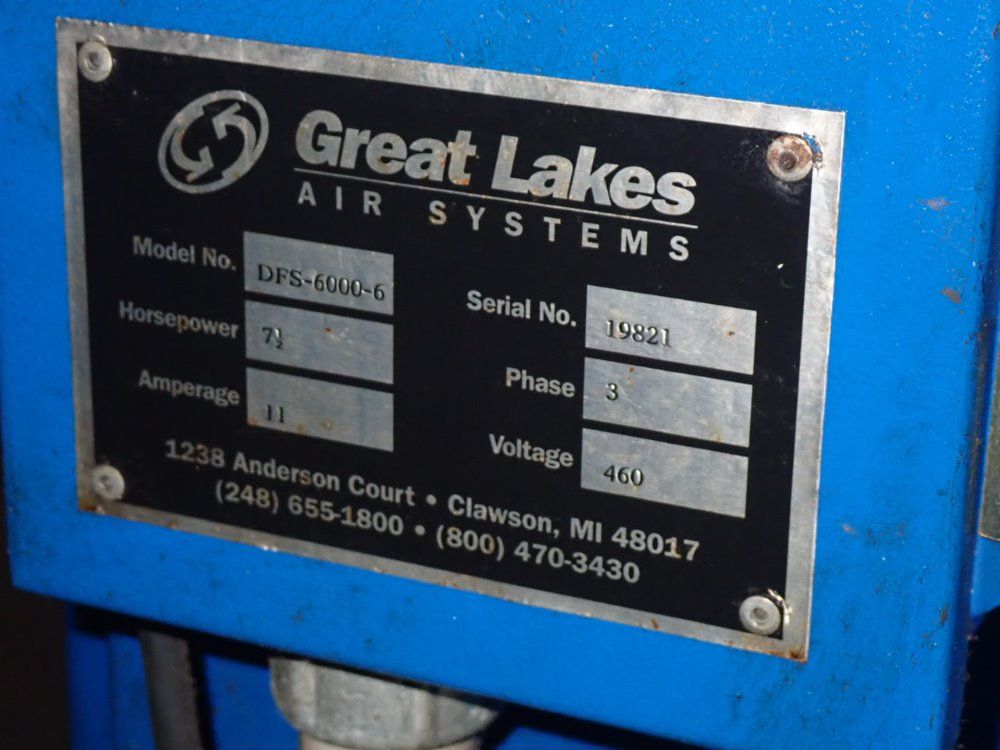 Great Lakes
AIR SYSTEMS
Model No. DFS-6000-6
Serial No. 19821
Horsepower 7½
Phase 3
Amperage 11
Voltage 460
1238 Anderson Court • Clawson, MI 48017
(248) 655-1800 • (800) 470-3430